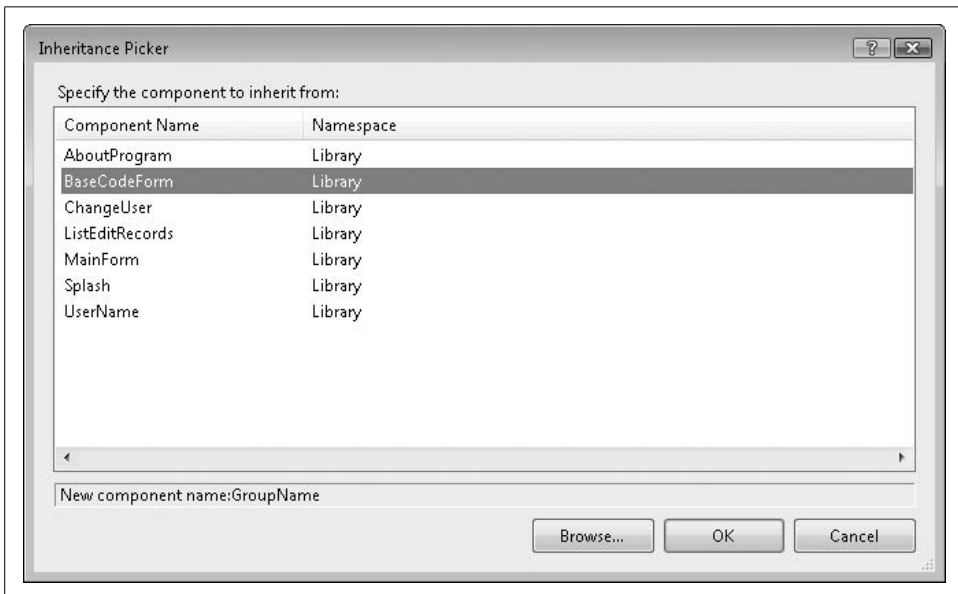 Inheritance Picker
Specify the component to inherit from:
Component Name Namespace
AboutProgram Library
BaseCodeForm Library
ChangeUser Library
ListEditRecords Library
MainForm Library
Splash Library
UserName Library
New component name:GroupName
Browse... OK Cancel